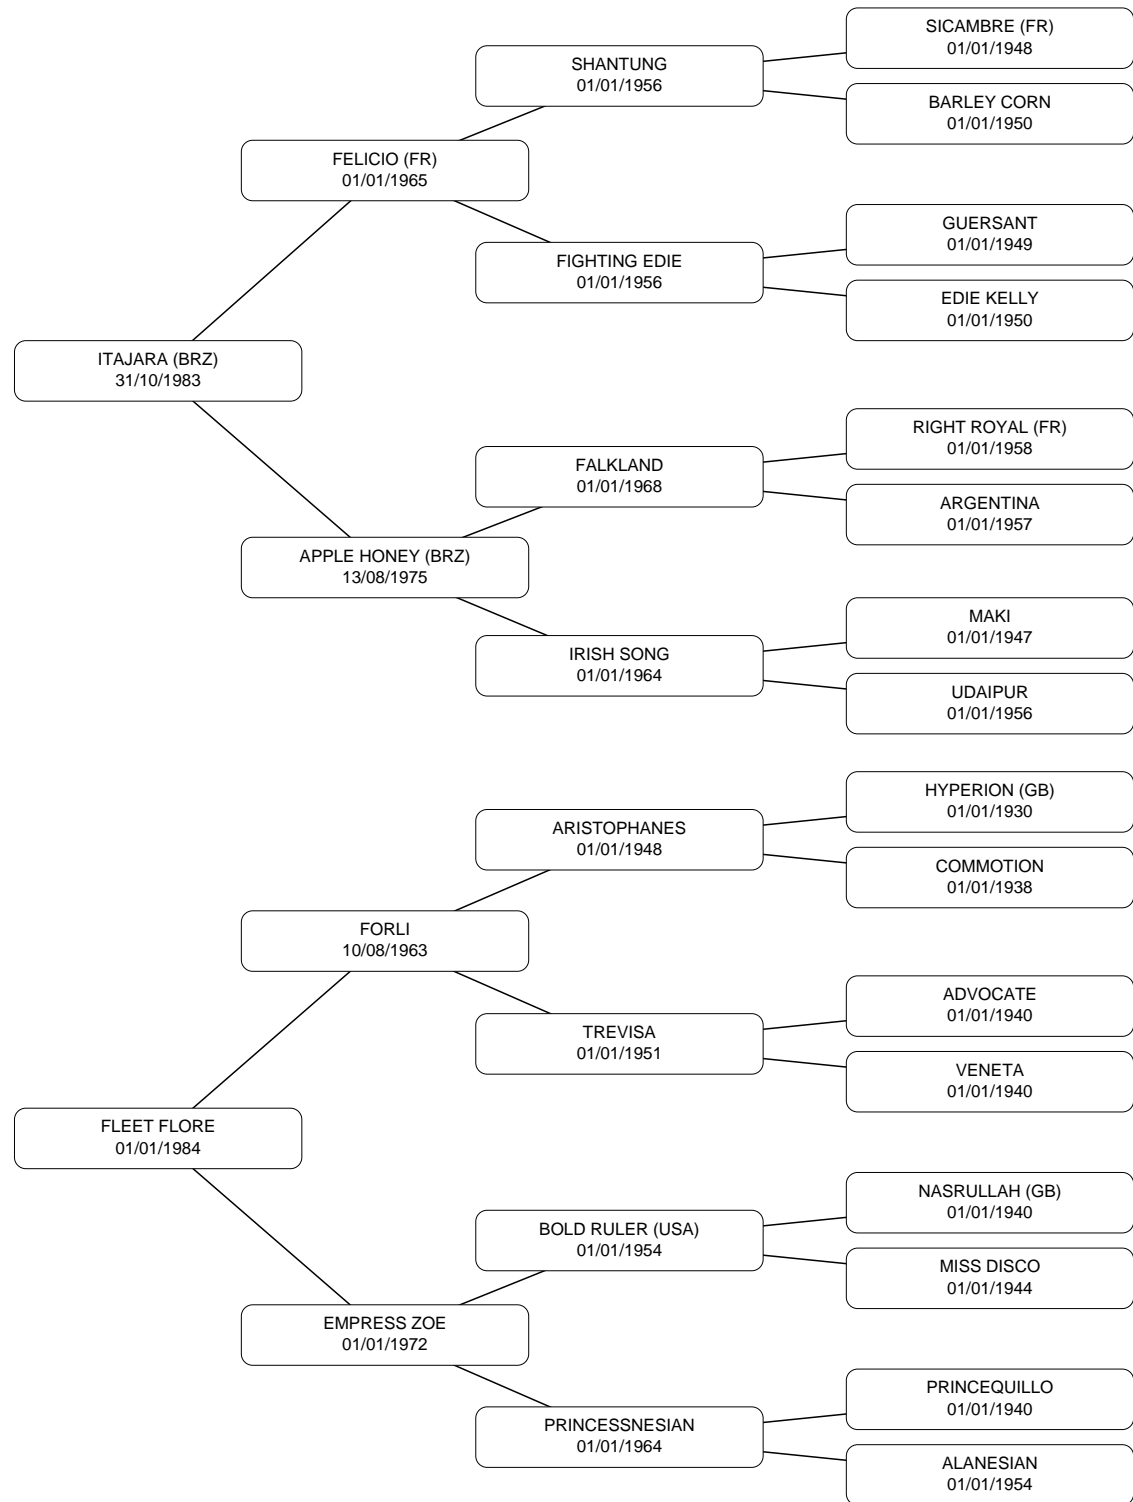 SICAMBRE (FR)
01/01/1948
SHANTUNG
01/01/1956
BARLEY CORN
01/01/1950
FELICIO (FR)
01/01/1965
GUERSANT
01/01/1949
FIGHTING EDIE
01/01/1956
EDIE KELLY
01/01/1950
ITAJARA (BRZ)
31/10/1983
RIGHT ROYAL (FR)
01/01/1958
FALKLAND
01/01/1968
ARGENTINA
01/01/1957
APPLE HONEY (BRZ)
13/08/1975
MAKI
01/01/1947
IRISH SONG
01/01/1964
UDAIPUR
01/01/1956
HYPERION (GB)
01/01/1930
ARISTOPHANES
01/01/1948
COMMOTION
01/01/1938
FORLI
10/08/1963
ADVOCATE
01/01/1940
TREVISA
01/01/1951
VENETA
01/01/1940
FLEET FLORE
01/01/1984
NASRULLAH (GB)
01/01/1940
BOLD RULER (USA)
01/01/1954
MISS DISCO
01/01/1944
EMPRESS ZOE
01/01/1972
PRINCEQUILLO
01/01/1940
PRINCESSNESIAN
01/01/1964
ALANESIAN
01/01/1954